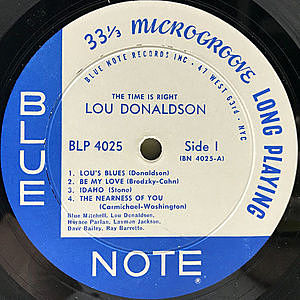 33⅓ MICROGROOVE LONG PLAYING
BLUE NOTE RECORDS INC · 47 WEST 63rd · NYC
THE TIME IS RIGHT
LOU DONALDSON
BLP 4025 Side 1
(BN 4025-A)
1. LOU'S BLUES (Donaldson)
2. BE MY LOVE (Brodzky-Cahn)
3. IDAHO (Stone)
4. THE NEARNESS OF YOU
(Carmichael-Washington)
Blue Mitchell, Lou Donaldson,
Horace Parlan, Laymon Jackson,
Dave Bailey, Ray Barretto.
BLUE
NOTE
®